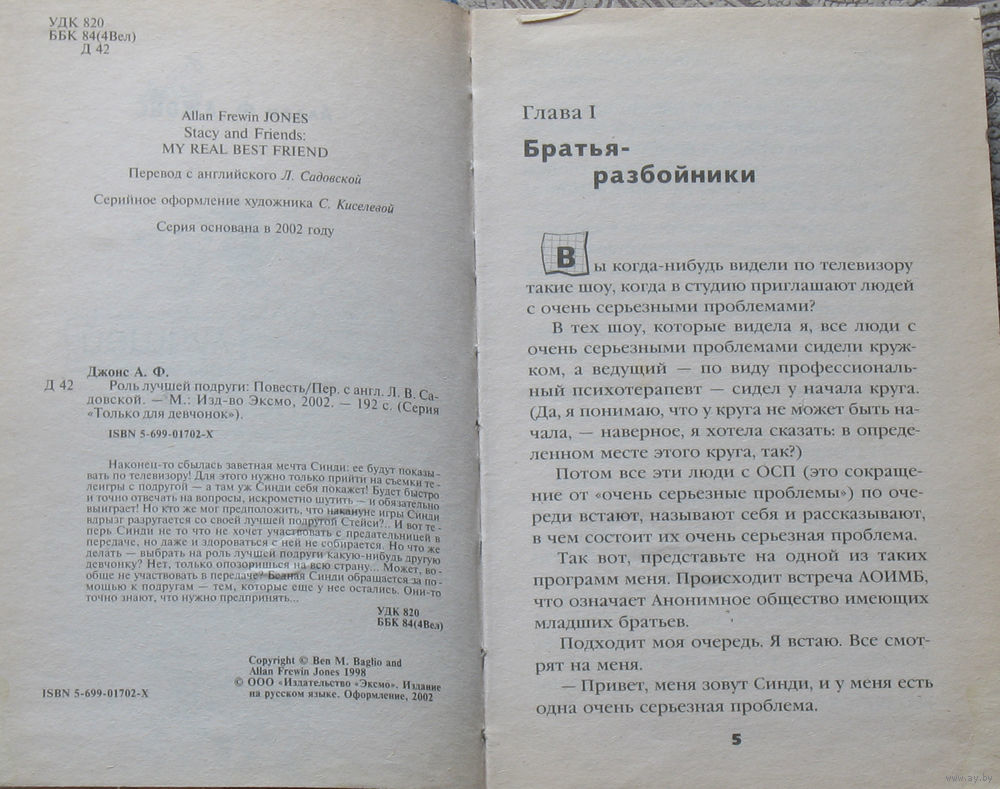 УДК 820
ББК 84(4Вел)
Д 42
Allan Frewin JONES
Stacy and Friends:
MY REAL BEST FRIEND
Перевод с английского Л. Садовской
Серийное оформление художника С. Киселевой
Серия основана в 2002 году
Джонс А. Ф.
Д 42 Роль лучшей подруги: Повесть/Пер. с англ. Л. В. Са-
довской. — М.: Изд-во Эксмо, 2002. — 192 с. (Серия
«Только для девчонок»).
ISBN 5-699-01702-X
Наконец-то сбылась заветная мечта Синди: ее будут показы-
вать по телевизору! Для этого нужно только прийти на съемки те-
леигры с подругой — а там уж Синди себя покажет! Будет быстро
и точно отвечать на вопросы, искрометно шутить — и обязательно
выиграет! Но кто же мог предположить, что накануне игры Синди
вдрызг разругается со своей лучшей подругой Стейси?.. И вот те-
перь Синди не то что не хочет участвовать с предательницей в
передаче, но даже и здороваться с ней не собирается. Но что же
делать — выбрать на роль лучшей подруги какую-нибудь другую
девчонку? Нет, только опозоришься на всю страну... Может, во-
обще не участвовать в передаче? Бедная Синди обращается за по-
мощью к подругам — тем, которые еще у нее остались. Они-то
точно знают, что нужно предпринять...
УДК 820
ББК 84(4Вел)
Copyright © Ben M. Baglio and
Allan Frewin Jones 1998
© ООО «Издательство «Эксмо». Издание
на русском языке. Оформление, 2002
ISBN 5-699-01702-X
Глава I
Братья-
разбойники
Вы когда-нибудь видели по телевизору
такие шоу, когда в студию приглашают людей
с очень серьезными проблемами?
В тех шоу, которые видела я, все люди с
очень серьезными проблемами сидели круж-
ком, а ведущий — по виду профессиональ-
ный психотерапевт — сидел у начала круга.
(Да, я понимаю, что у круга не может быть на-
чала, — наверное, я хотела сказать: в опреде-
ленном месте этого круга, так?)
Потом все эти люди с ОСП (это сокраще-
ние от «очень серьезные проблемы») по оче-
реди встают, называют себя и рассказывают,
в чем состоит их очень серьезная проблема.
Так вот, представьте на одной из таких
программ меня. Происходит встреча АОИМБ,
что означает Анонимное общество имеющих
младших братьев.
Подходит моя очередь. Я встаю. Все смот-
рят на меня.
— Привет, меня зовут Синди, и у меня есть
одна очень серьезная проблема.
5
www.ay.by